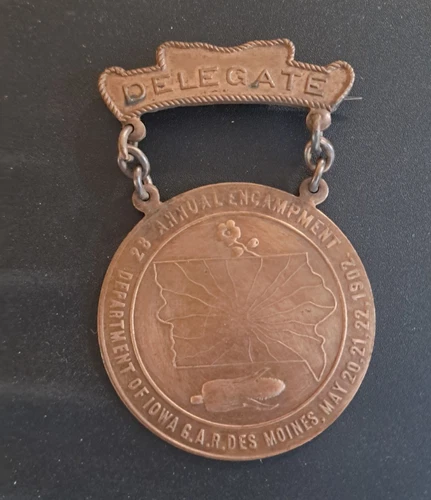 DELEGATE
28 ANNUAL ENCAMPMENT
DEPARTMENT OF IOWA G.A.R. DES MOINES, MAY 20-21-22-1902.